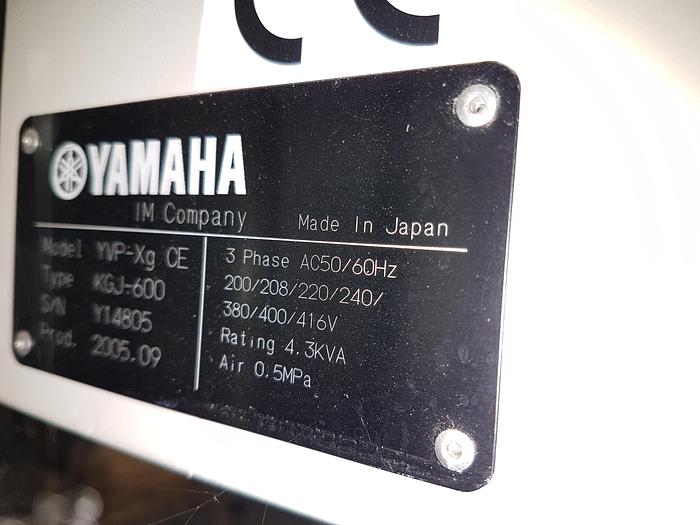 CE
YAMAHA
IM Company
Made In Japan
Model YVP-Xg CE
Type KGJ-600
S/N Y14805
Prod. 2005.09
3 Phase AC50/60Hz
200/208/220/240/
380/400/416V
Rating 4.3KVA
Air 0.5MPa